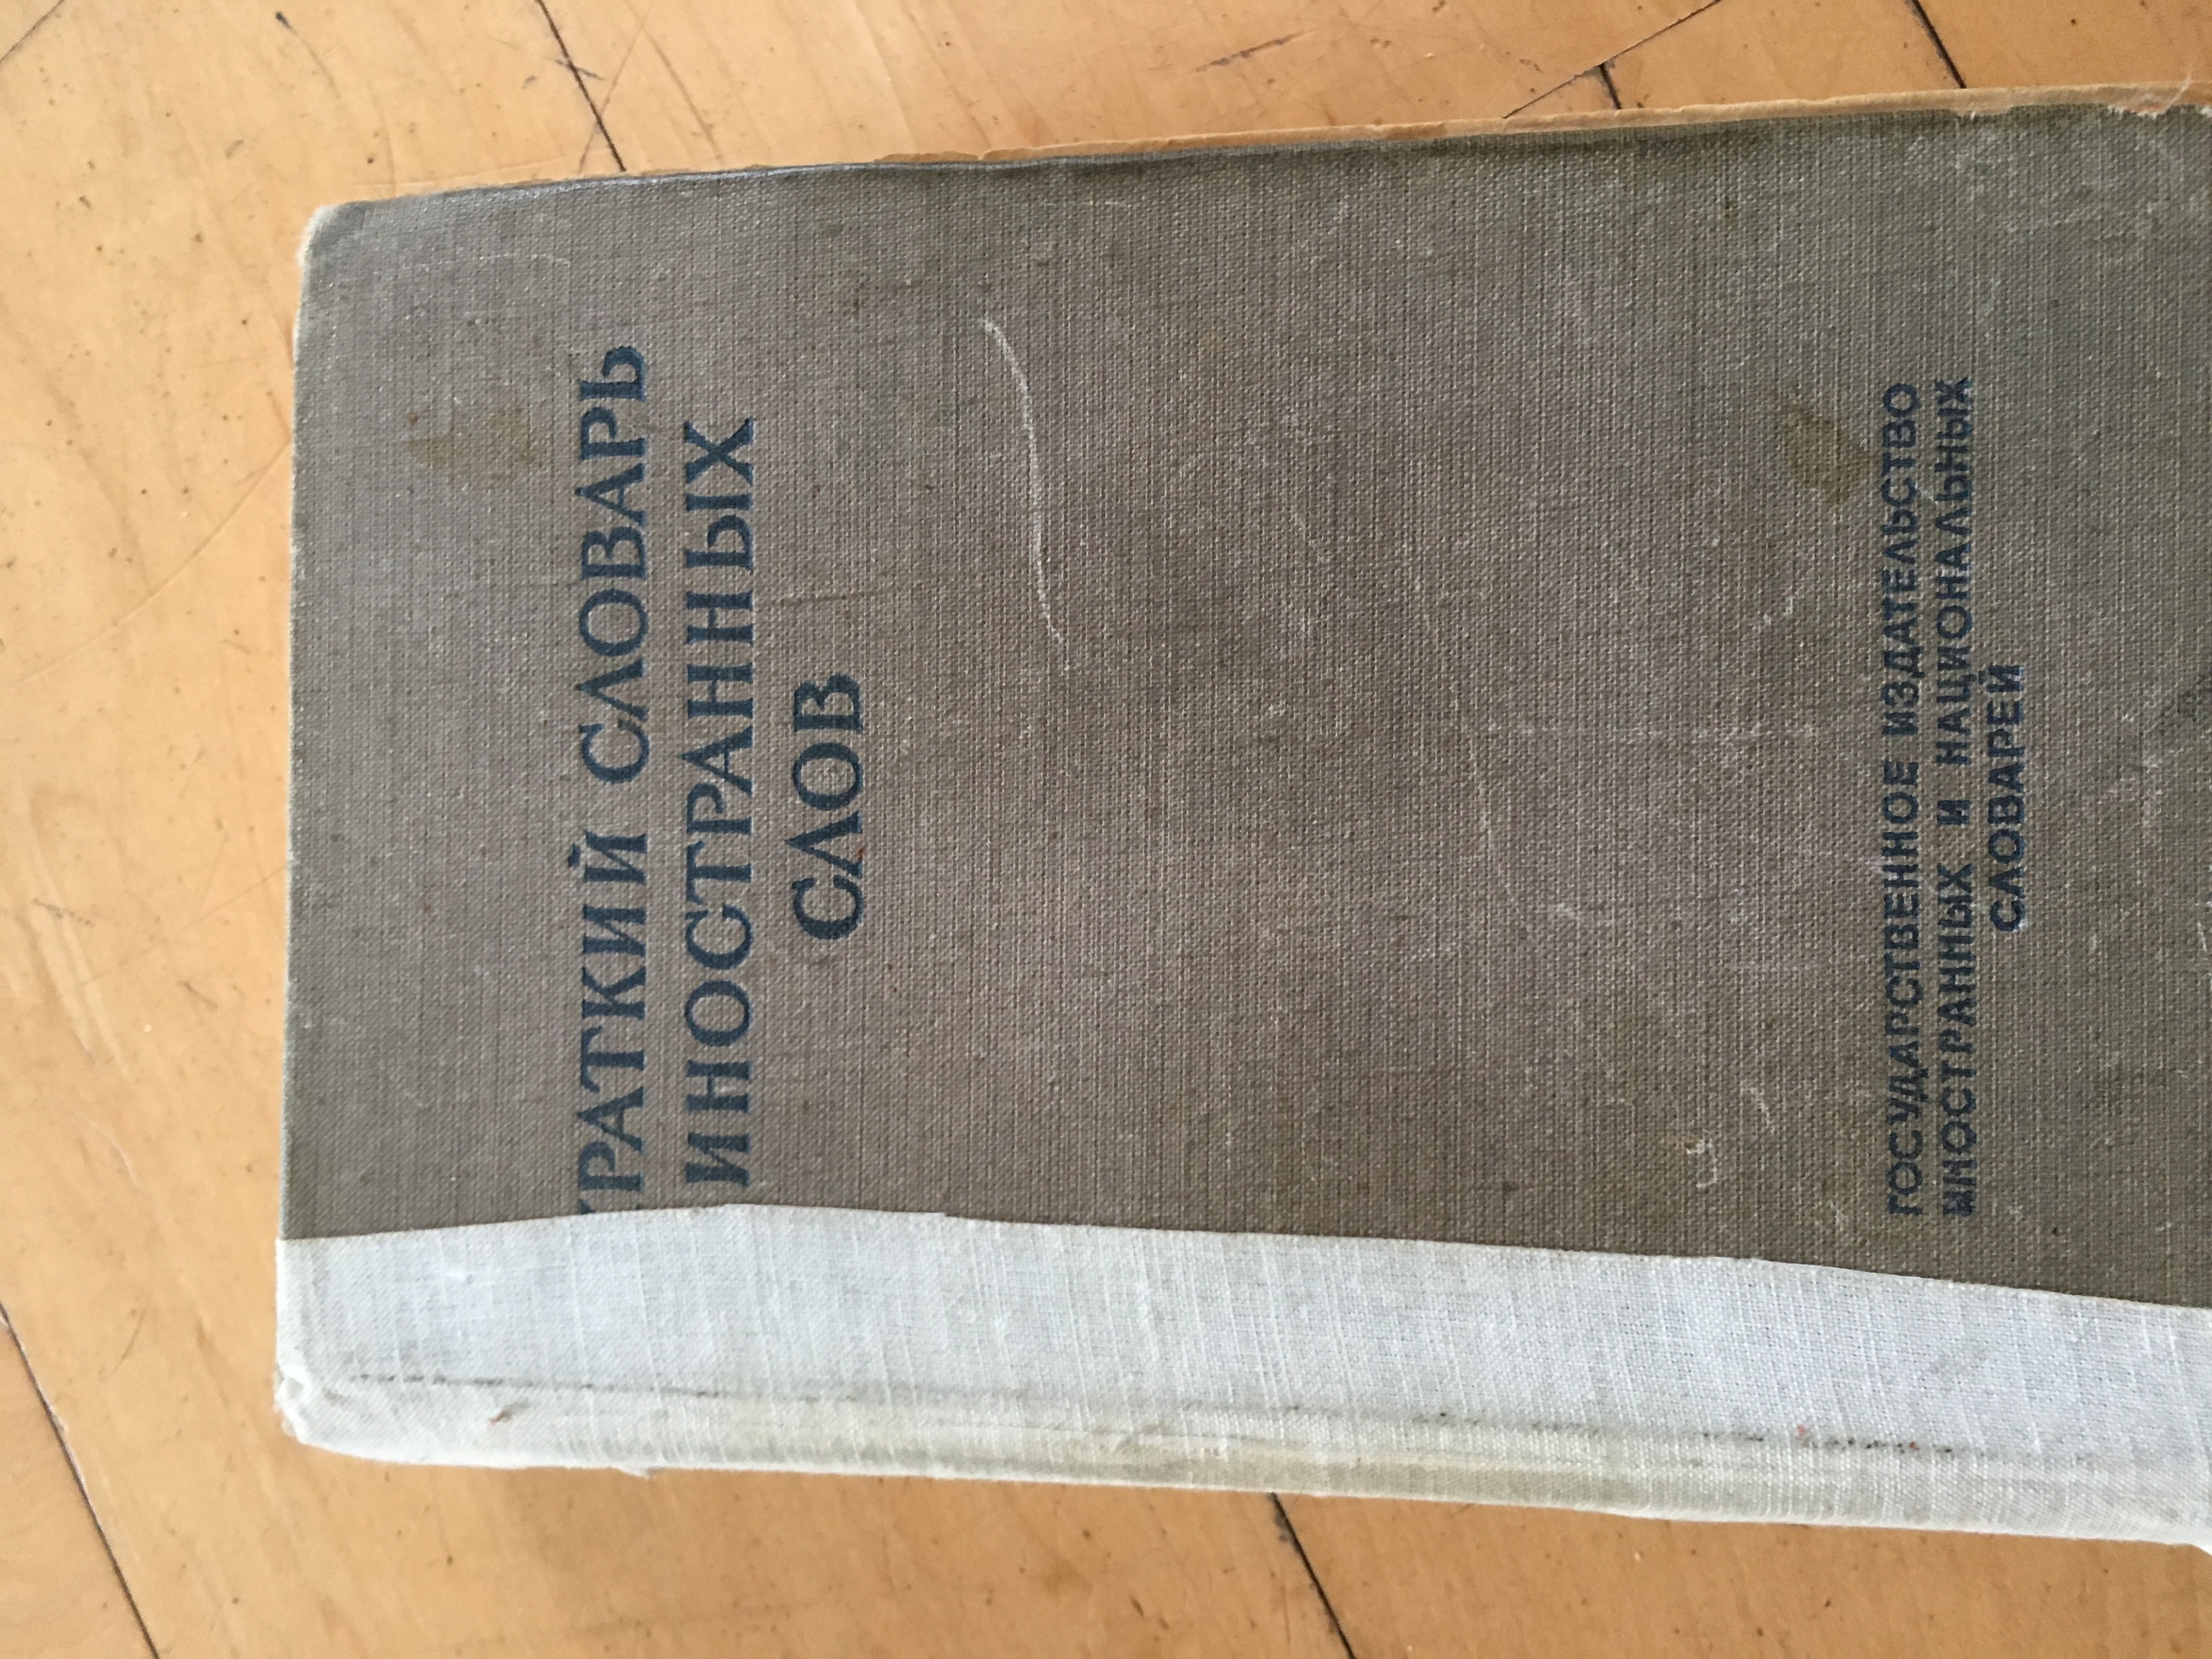 КРАТКИЙ СЛОВАРЬ
ИНОСТРАННЫХ
СЛОВ
ГОСУДАРСТВЕННОЕ ИЗДАТЕЛЬСТВО
ИНОСТРАННЫХ И НАЦИОНАЛЬНЫХ
СЛОВАРЕЙ